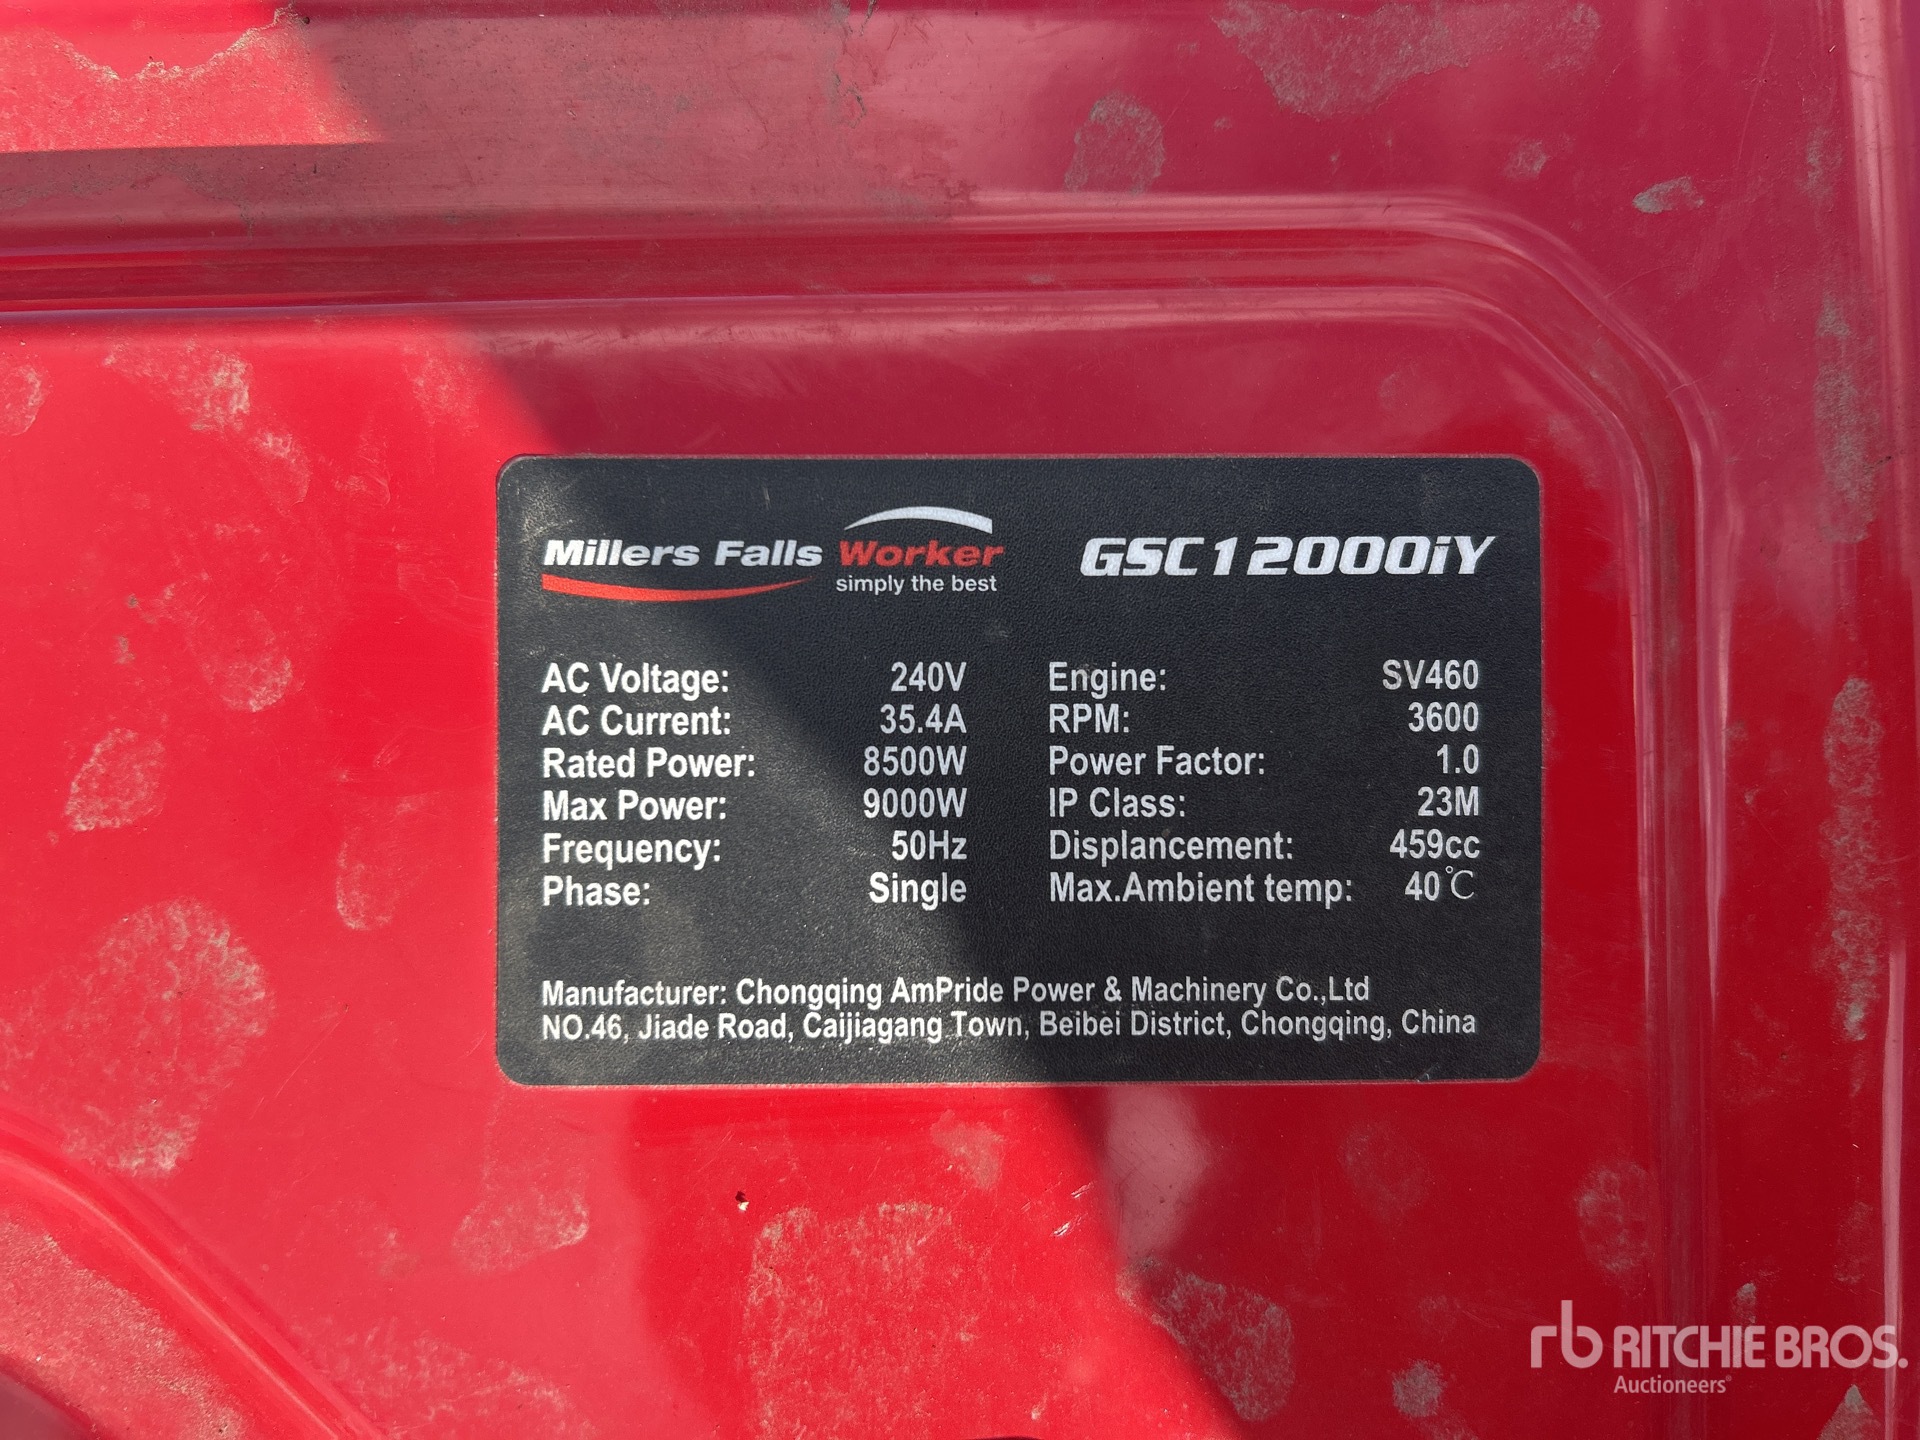 Millers Falls Worker
simply the best
GSC12000iY
AC Voltage: 240V
AC Current: 35.4A
Rated Power: 8500W
Max Power: 9000W
Frequency: 50Hz
Phase: Single
Engine: SV460
RPM: 3600
Power Factor: 1.0
IP Class: 23M
Displancement: 459cc
Max.Ambient temp: 40℃
Manufacturer: Chongqing AmPride Power & Machinery Co.,Ltd
NO.46, Jiade Road, Caijiagang Town, Beibei District, Chongqing, China
rb RITCHIE BROS.
Auctioneers